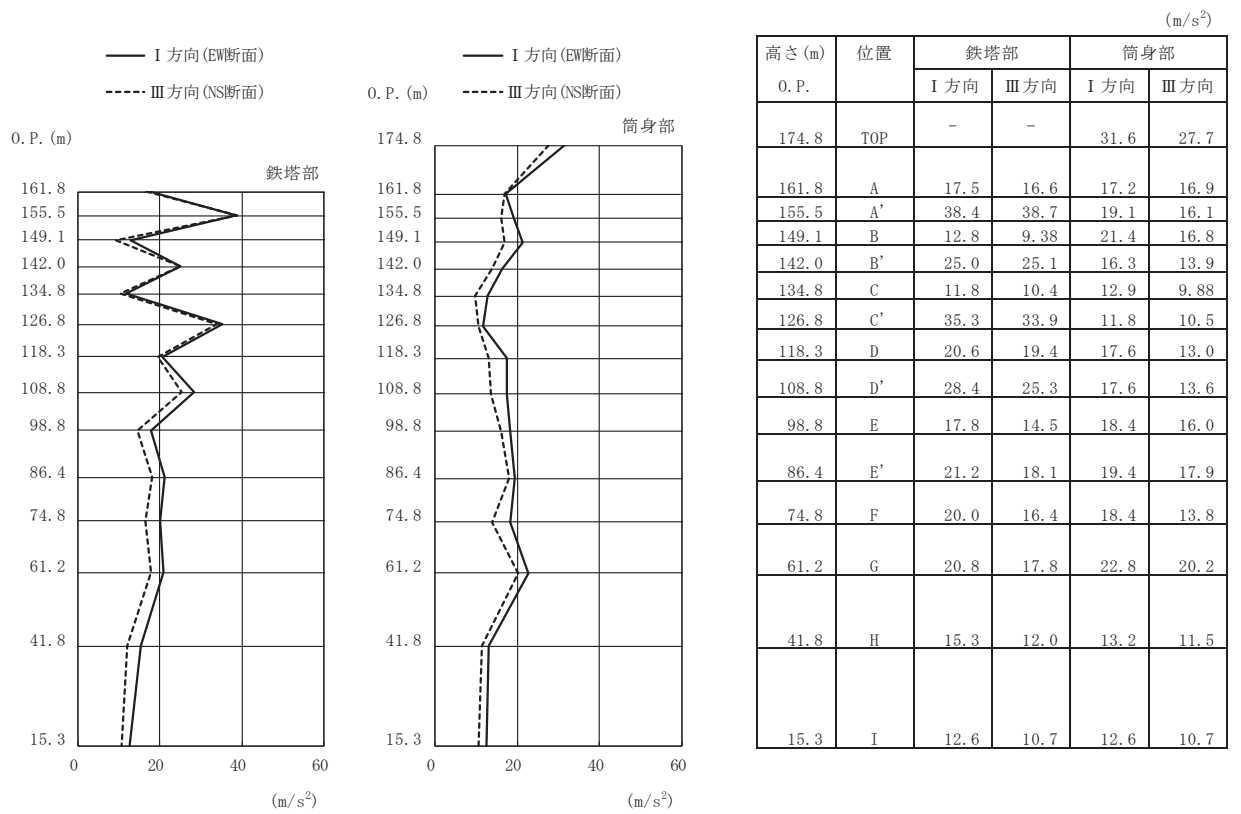 Ⅰ 方向(EW断面)
Ⅲ方向(NS断面)
O.P.(m)
鉄塔部
161.8
155.5
149.1
142.0
134.8
126.8
118.3
108.8
98.8
86.4
74.8
61.2
41.8
15.3
0 20 40 60
(m/s²)
Ⅰ 方向(EW断面)
Ⅲ方向(NS断面)
O.P.(m)
筒身部
174.8
161.8
155.5
149.1
142.0
134.8
126.8
118.3
108.8
98.8
86.4
74.8
61.2
41.8
15.3
0 20 40 60
(m/s²)
(m/s²)
高さ(m) 位置 鉄塔部 筒身部
O.P. Ⅰ 方向 Ⅲ方向 Ⅰ 方向 Ⅲ方向
174.8 TOP － － 31.6 27.7
161.8 A 17.5 16.6 17.2 16.9
155.5 A' 38.4 38.7 19.1 16.1
149.1 B 12.8 9.38 21.4 16.8
142.0 B' 25.0 25.1 16.3 13.9
134.8 C 11.8 10.4 12.9 9.88
126.8 C' 35.3 33.9 11.8 10.5
118.3 D 20.6 19.4 17.6 13.0
108.8 D' 28.4 25.3 17.6 13.6
98.8 E 17.8 14.5 18.4 16.0
86.4 E' 21.2 18.1 19.4 17.9
74.8 F 20.0 16.4 18.4 13.8
61.2 G 20.8 17.8 22.8 20.2
41.8 H 15.3 12.0 13.2 11.5
15.3 I 12.6 10.7 12.6 10.7